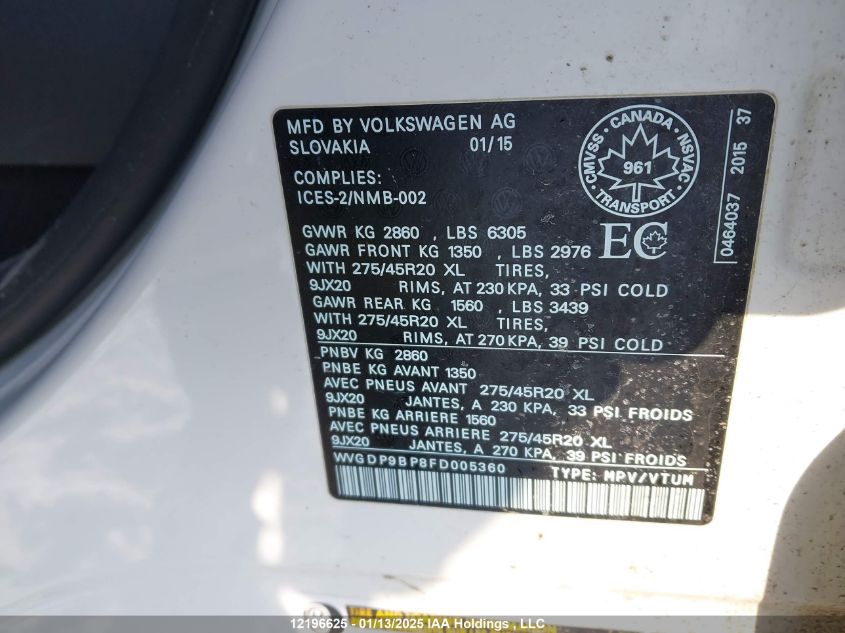 MFD BY VOLKSWAGEN AG
SLOVAKIA 01/15
COMPLIES:
ICES-2/NMB-002
CMVSS · CANADA · NSVAC
961
TRANSPORT
EC
0464037 2015 37
GVWR KG 2860 , LBS 6305
GAWR FRONT KG 1350 , LBS 2976
WITH 275/45R20 XL TIRES,
9JX20 RIMS, AT 230 KPA, 33 PSI COLD
GAWR REAR KG 1560 , LBS 3439
WITH 275/45R20 XL TIRES,
9JX20 RIMS, AT 270 KPA, 39 PSI COLD
PNBV KG 2860
PNBE KG AVANT 1350
AVEC PNEUS AVANT 275/45R20 XL
9JX20 JANTES, A 230 KPA, 33 PSI FROIDS
PNBE KG ARRIERE 1560
AVEC PNEUS ARRIERE 275/45R20 XL
9JX20 JANTES, A 270 KPA, 39 PSI FROIDS
WVGDP9BP8FD005360 TYPE: MPV/VTUM
12196625 - 01/13/2025 IAA Holdings , LLC